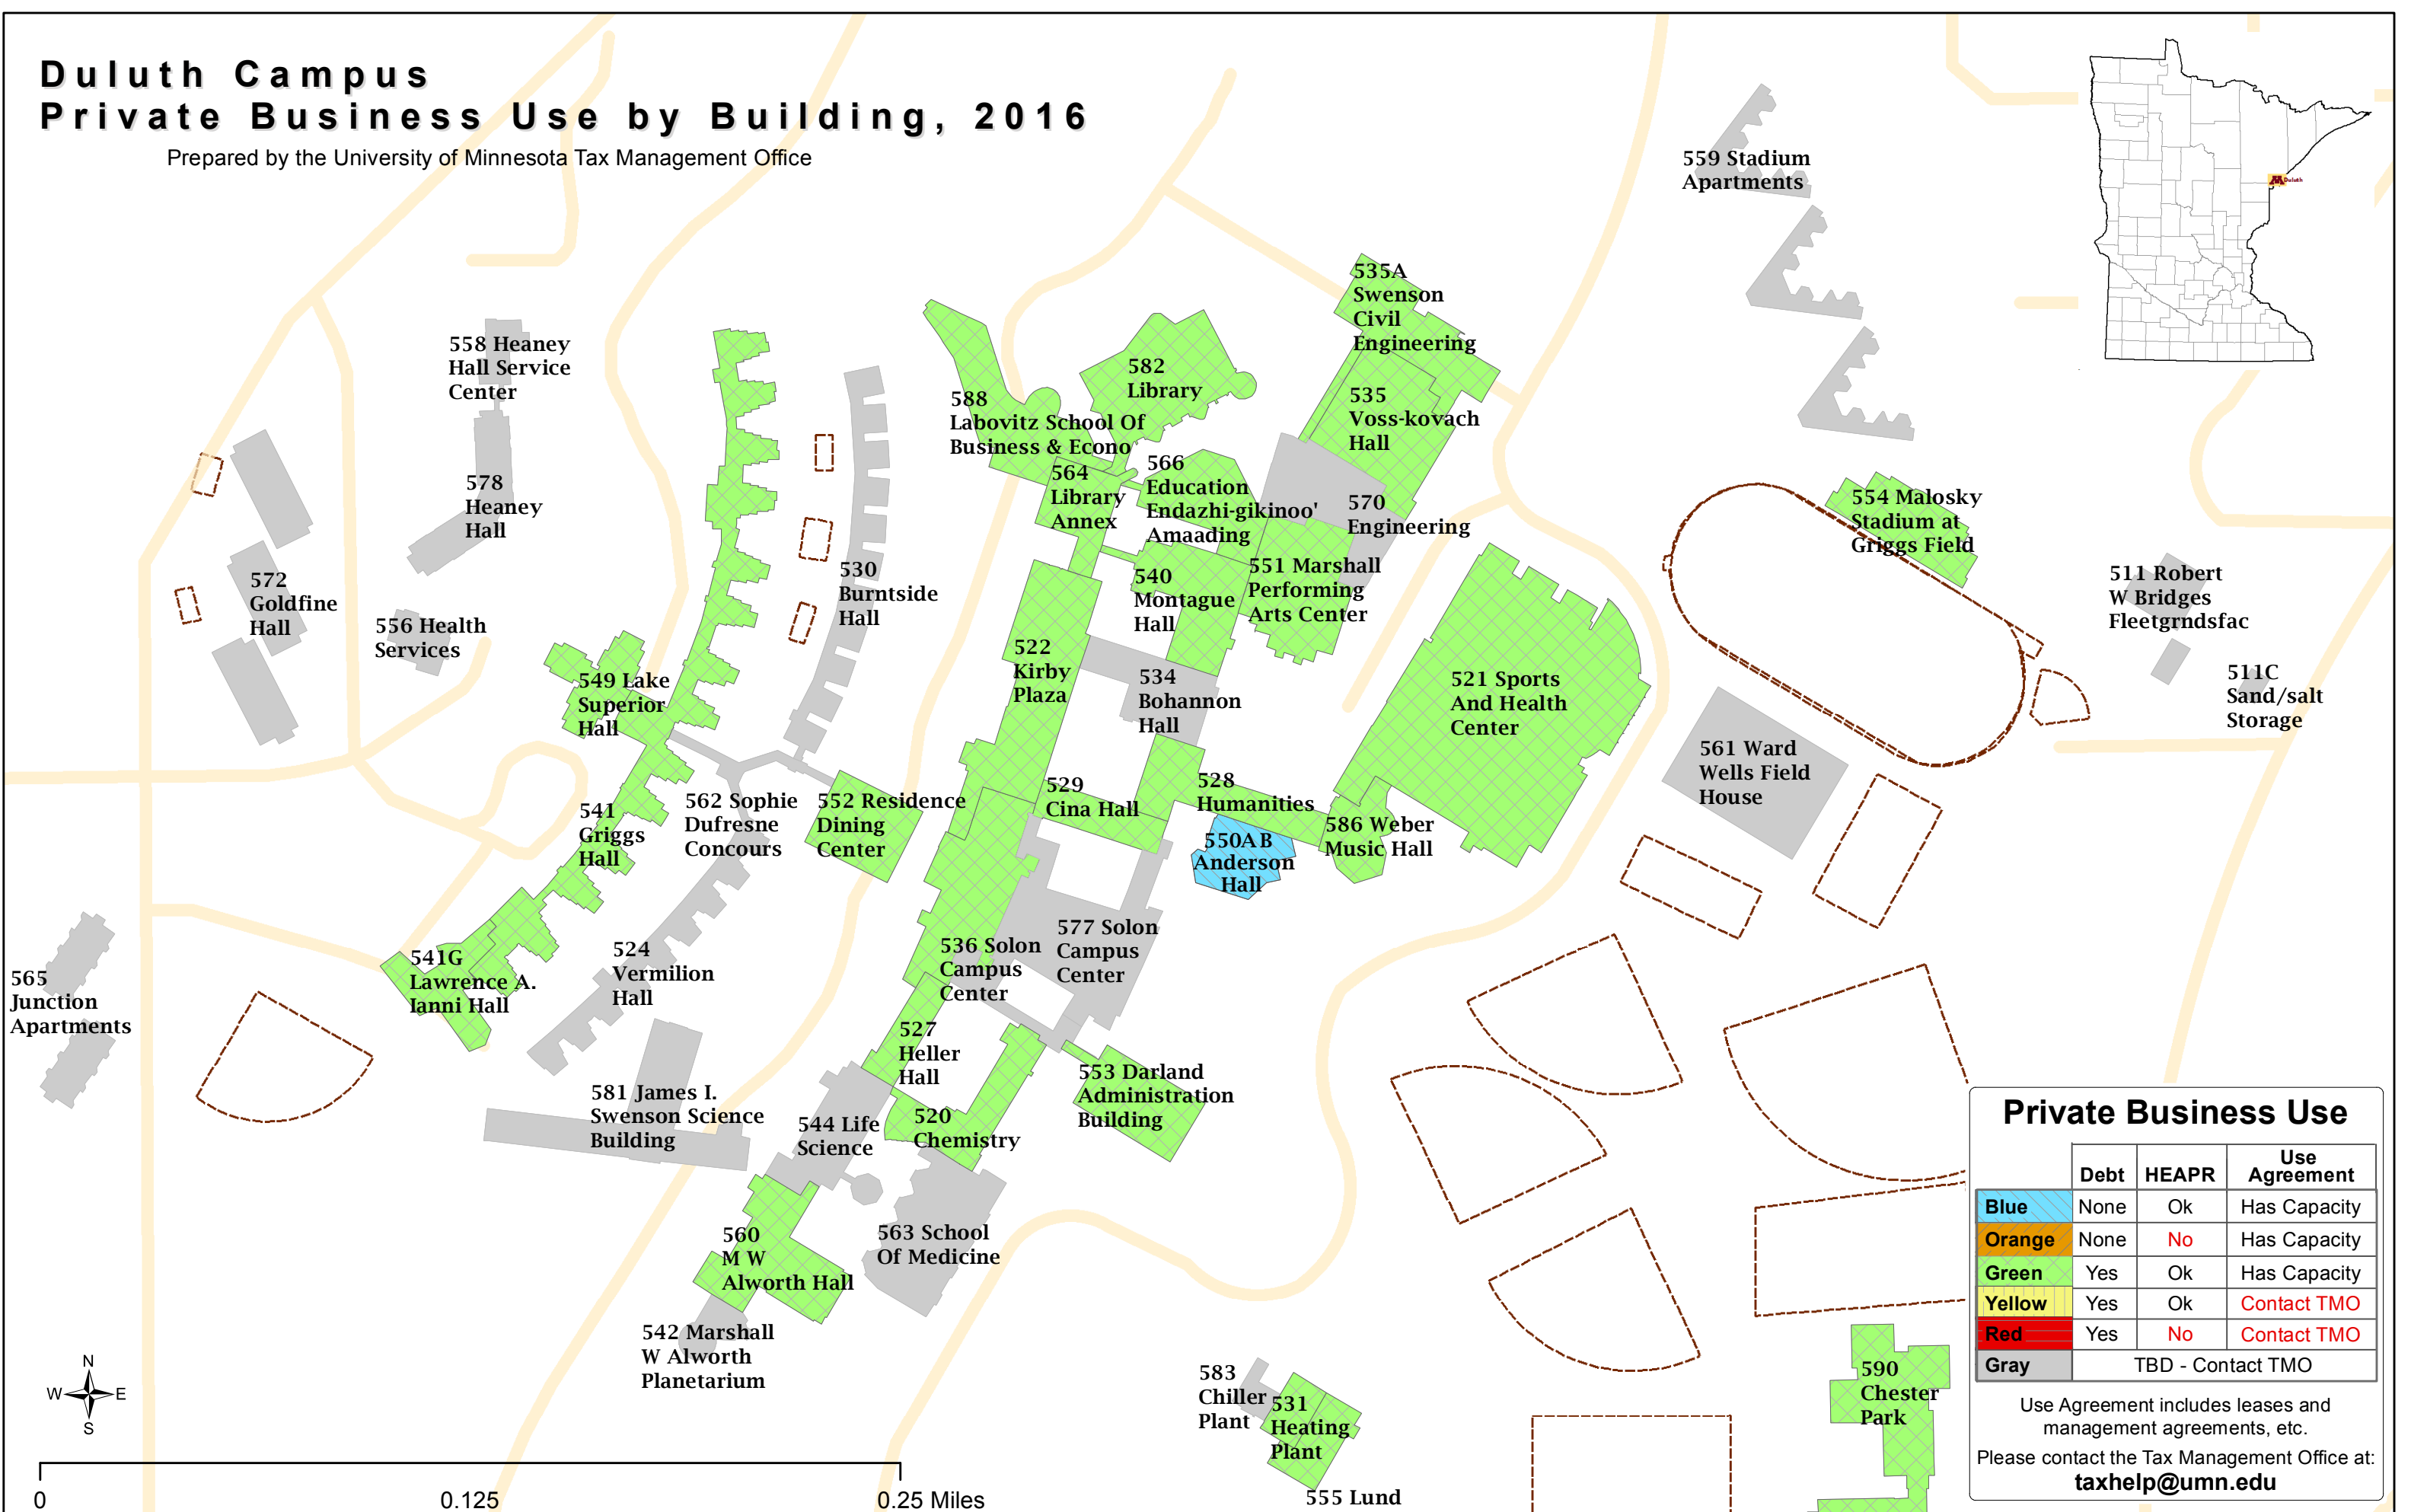 Duluth Campus
Private Business Use by Building, 2016
Prepared by the University of Minnesota Tax Management Office
Duluth
559 Stadium
Apartments
535A
Swenson
Civil
Engineering
558 Heaney
Hall Service
Center
582
Library
588
Labovitz School Of
Business & Econo
535
Voss-kovach
Hall
564
Library
Annex
566
Education
Endazhi-gikinoo'
Amaading
570
Engineering
578
Heaney
Hall
554 Malosky
Stadium at
Griggs Field
572
Goldfine
Hall
556 Health
Services
530
Burntside
Hall
540
Montague
Hall
551 Marshall
Performing
Arts Center
511 Robert
W Bridges
Fleetgrndsfac
511C
Sand/salt
Storage
549 Lake
Superior
Hall
522
Kirby
Plaza
534
Bohannon
Hall
521 Sports
And Health
Center
561 Ward
Wells Field
House
541
Griggs
Hall
562 Sophie
Dufresne
Concours
552 Residence
Dining
Center
529
Cina Hall
528
Humanities
550AB
Anderson
Hall
586 Weber
Music Hall
565
Junction
Apartments
541G
Lawrence A.
Ianni Hall
524
Vermilion
Hall
536 Solon
Campus
Center
577 Solon
Campus
Center
527
Heller
Hall
553 Darland
Administration
Building
581 James I.
Swenson Science
Building
544 Life
Science
520
Chemistry
560
M W
Alworth Hall
563 School
Of Medicine
542 Marshall
W Alworth
Planetarium
583
Chiller
Plant
531
Heating
Plant
555 Lund
590
Chester
Park
N
W E
S
0 0.125 0.25 Miles
Private Business Use
Debt HEAPR Use Agreement
Blue None Ok Has Capacity
Orange None No Has Capacity
Green Yes Ok Has Capacity
Yellow Yes Ok Contact TMO
Red Yes No Contact TMO
Gray TBD - Contact TMO
Use Agreement includes leases and
management agreements, etc.
Please contact the Tax Management Office at:
taxhelp@umn.edu